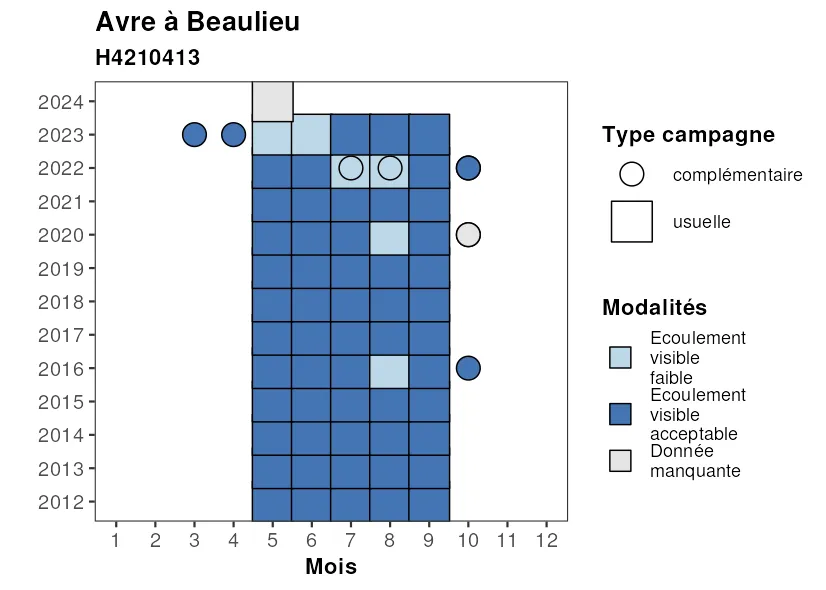 Avre à Beaulieu
H4210413
2024
2023
2022
2021
2020
2019
2018
2017
2016
2015
2014
2013
2012
1 2 3 4 5 6 7 8 9 10 11 12
Mois
Type campagne
complémentaire
usuelle
Modalités
Ecoulement
visible
faible
Ecoulement
visible
acceptable
Donnée
manquante